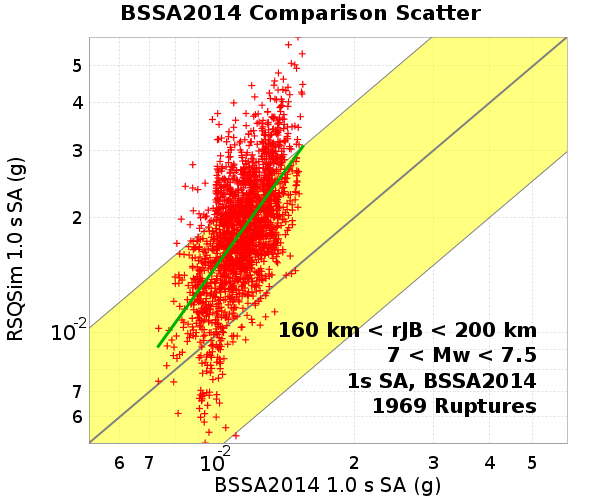 BSSA2014 Comparison Scatter
RSQSim 1.0 s SA (g)
5
4
3
2
10-2
7
6
160 km < rJB < 200 km
7 < Mw < 7.5
1s SA, BSSA2014
1969 Ruptures
6 7 10-2 2 3 4 5
BSSA2014 1.0 s SA (g)